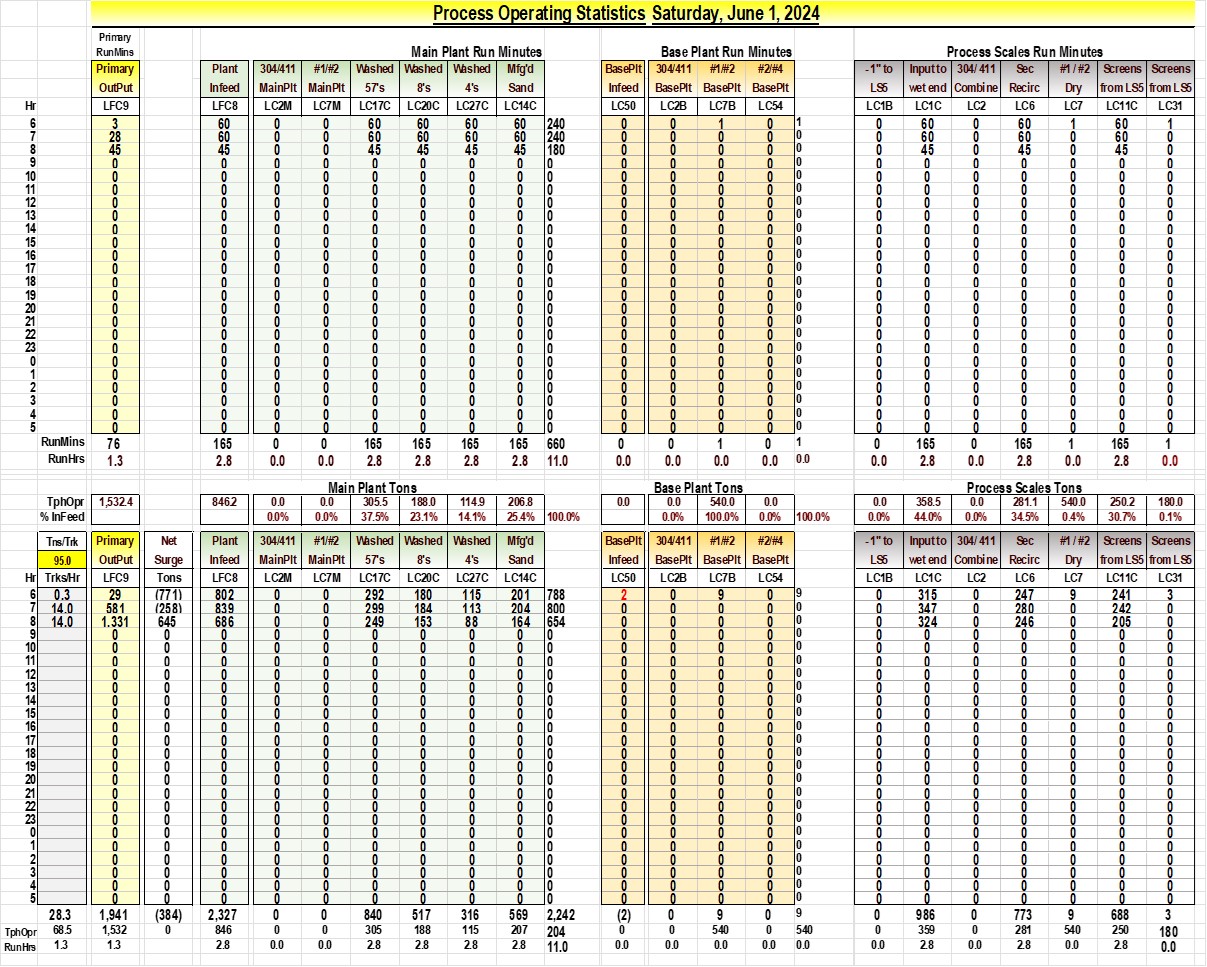 Process Operating Statistics Saturday, June 1, 2024
Primary
RunMins Main Plant Run Minutes Base Plant Run Minutes Process Scales Run Minutes
Primary Plant 304/411 #1/#2 Washed Washed Washed Mfg'd BasePlt 304/411 #1/#2 #2/#4 -1" to Input to 304/ 411 Sec #1 / #2 Screens Screens
OutPut Infeed MainPlt MainPlt 57's 8's 4's Sand Infeed BasePlt BasePlt BasePlt LS5 wet end Combine Recirc Dry from LS5 from LS5
Hr LFC9 LFC8 LC2M LC7M LC17C LC20C LC27C LC14C LC50 LC2B LC7B LC54 LC1B LC1C LC2 LC6 LC7 LC11C LC31
6 3 60 0 0 60 60 60 60 240 0 0 1 0 1 0 60 0 60 1 60 1
7 28 60 0 0 60 60 60 60 240 0 0 0 0 0 0 60 0 60 0 60 0
8 45 45 0 0 45 45 45 45 180 0 0 0 0 0 0 45 0 45 0 45 0
9 0 0 0 0 0 0 0 0 0 0 0 0 0 0 0 0 0 0 0 0 0
10 0 0 0 0 0 0 0 0 0 0 0 0 0 0 0 0 0 0 0 0 0
11 0 0 0 0 0 0 0 0 0 0 0 0 0 0 0 0 0 0 0 0 0
12 0 0 0 0 0 0 0 0 0 0 0 0 0 0 0 0 0 0 0 0 0
13 0 0 0 0 0 0 0 0 0 0 0 0 0 0 0 0 0 0 0 0 0
14 0 0 0 0 0 0 0 0 0 0 0 0 0 0 0 0 0 0 0 0 0
15 0 0 0 0 0 0 0 0 0 0 0 0 0 0 0 0 0 0 0 0 0
16 0 0 0 0 0 0 0 0 0 0 0 0 0 0 0 0 0 0 0 0 0
17 0 0 0 0 0 0 0 0 0 0 0 0 0 0 0 0 0 0 0 0 0
18 0 0 0 0 0 0 0 0 0 0 0 0 0 0 0 0 0 0 0 0 0
19 0 0 0 0 0 0 0 0 0 0 0 0 0 0 0 0 0 0 0 0 0
20 0 0 0 0 0 0 0 0 0 0 0 0 0 0 0 0 0 0 0 0 0
21 0 0 0 0 0 0 0 0 0 0 0 0 0 0 0 0 0 0 0 0 0
22 0 0 0 0 0 0 0 0 0 0 0 0 0 0 0 0 0 0 0 0 0
23 0 0 0 0 0 0 0 0 0 0 0 0 0 0 0 0 0 0 0 0 0
0 0 0 0 0 0 0 0 0 0 0 0 0 0 0 0 0 0 0 0 0 0
1 0 0 0 0 0 0 0 0 0 0 0 0 0 0 0 0 0 0 0 0 0
2 0 0 0 0 0 0 0 0 0 0 0 0 0 0 0 0 0 0 0 0 0
3 0 0 0 0 0 0 0 0 0 0 0 0 0 0 0 0 0 0 0 0 0
4 0 0 0 0 0 0 0 0 0 0 0 0 0 0 0 0 0 0 0 0 0
5 0 0 0 0 0 0 0 0 0 0 0 0 0 0 0 0 0 0 0 0 0
RunMins 76 165 0 0 165 165 165 165 660 0 0 1 0 1 0 165 0 165 1 165 1
RunHrs 1.3 2.8 0.0 0.0 2.8 2.8 2.8 2.8 11.0 0.0 0.0 0.0 0.0 0.0 0.0 2.8 0.0 2.8 0.0 2.8 0.0
Main Plant Tons Base Plant Tons Process Scales Tons
TphOpr 1,532.4 846.2 0.0 0.0 305.5 188.0 114.9 206.8 0.0 0.0 540.0 0.0 0.0 358.5 0.0 281.1 540.0 250.2 180.0
% InFeed 0.0% 0.0% 37.5% 23.1% 14.1% 25.4% 100.0% 0.0% 100.0% 0.0% 100.0% 0.0% 44.0% 0.0% 34.5% 0.4% 30.7% 0.1%
Tns/Trk Primary Net Plant 304/411 #1/#2 Washed Washed Washed Mfg'd BasePlt 304/411 #1/#2 #2/#4 -1" to Input to 304/ 411 Sec #1 / #2 Screens Screens
95.0 OutPut Surge Infeed MainPlt MainPlt 57's 8's 4's Sand Infeed BasePlt BasePlt BasePlt LS5 wet end Combine Recirc Dry from LS5 from LS5
Hr Trks/Hr LFC9 Tons LFC8 LC2M LC7M LC17C LC20C LC27C LC14C LC50 LC2B LC7B LC54 LC1B LC1C LC2 LC6 LC7 LC11C LC31
6 0.3 29 (771) 802 0 0 292 180 115 201 788 2 0 9 0 9 0 315 0 247 9 241 3
7 14.0 581 (258) 839 0 0 299 184 113 204 800 0 0 0 0 0 0 347 0 280 0 242 0
8 14.0 1,331 645 686 0 0 249 153 88 164 654 0 0 0 0 0 0 324 0 246 0 205 0
9 0 0 0 0 0 0 0 0 0 0 0 0 0 0 0 0 0 0 0 0 0 0
10 0 0 0 0 0 0 0 0 0 0 0 0 0 0 0 0 0 0 0 0 0 0
11 0 0 0 0 0 0 0 0 0 0 0 0 0 0 0 0 0 0 0 0 0 0
12 0 0 0 0 0 0 0 0 0 0 0 0 0 0 0 0 0 0 0 0 0 0
13 0 0 0 0 0 0 0 0 0 0 0 0 0 0 0 0 0 0 0 0 0 0
14 0 0 0 0 0 0 0 0 0 0 0 0 0 0 0 0 0 0 0 0 0 0
15 0 0 0 0 0 0 0 0 0 0 0 0 0 0 0 0 0 0 0 0 0 0
16 0 0 0 0 0 0 0 0 0 0 0 0 0 0 0 0 0 0 0 0 0 0
17 0 0 0 0 0 0 0 0 0 0 0 0 0 0 0 0 0 0 0 0 0 0
18 0 0 0 0 0 0 0 0 0 0 0 0 0 0 0 0 0 0 0 0 0 0
19 0 0 0 0 0 0 0 0 0 0 0 0 0 0 0 0 0 0 0 0 0 0
20 0 0 0 0 0 0 0 0 0 0 0 0 0 0 0 0 0 0 0 0 0 0
21 0 0 0 0 0 0 0 0 0 0 0 0 0 0 0 0 0 0 0 0 0 0
22 0 0 0 0 0 0 0 0 0 0 0 0 0 0 0 0 0 0 0 0 0 0
23 0 0 0 0 0 0 0 0 0 0 0 0 0 0 0 0 0 0 0 0 0 0
0 0 0 0 0 0 0 0 0 0 0 0 0 0 0 0 0 0 0 0 0 0 0
1 0 0 0 0 0 0 0 0 0 0 0 0 0 0 0 0 0 0 0 0 0 0
2 0 0 0 0 0 0 0 0 0 0 0 0 0 0 0 0 0 0 0 0 0 0
3 0 0 0 0 0 0 0 0 0 0 0 0 0 0 0 0 0 0 0 0 0 0
4 0 0 0 0 0 0 0 0 0 0 0 0 0 0 0 0 0 0 0 0 0 0
5 0 0 0 0 0 0 0 0 0 0 0 0 0 0 0 0 0 0 0 0 0 0
28.3 1,941 (384) 2,327 0 0 840 517 316 569 2,242 (2) 0 9 0 9 0 986 0 773 9 688 3
TphOpr 68.5 1,532 0 846 0 0 305 188 115 207 204 0 0 540 0 540 0 359 0 281 540 250 180
RunHrs 1.3 1.3 2.8 0.0 0.0 2.8 2.8 2.8 2.8 11.0 0.0 0.0 0.0 0.0 0.0 0.0 2.8 0.0 2.8 0.0 2.8 0.0